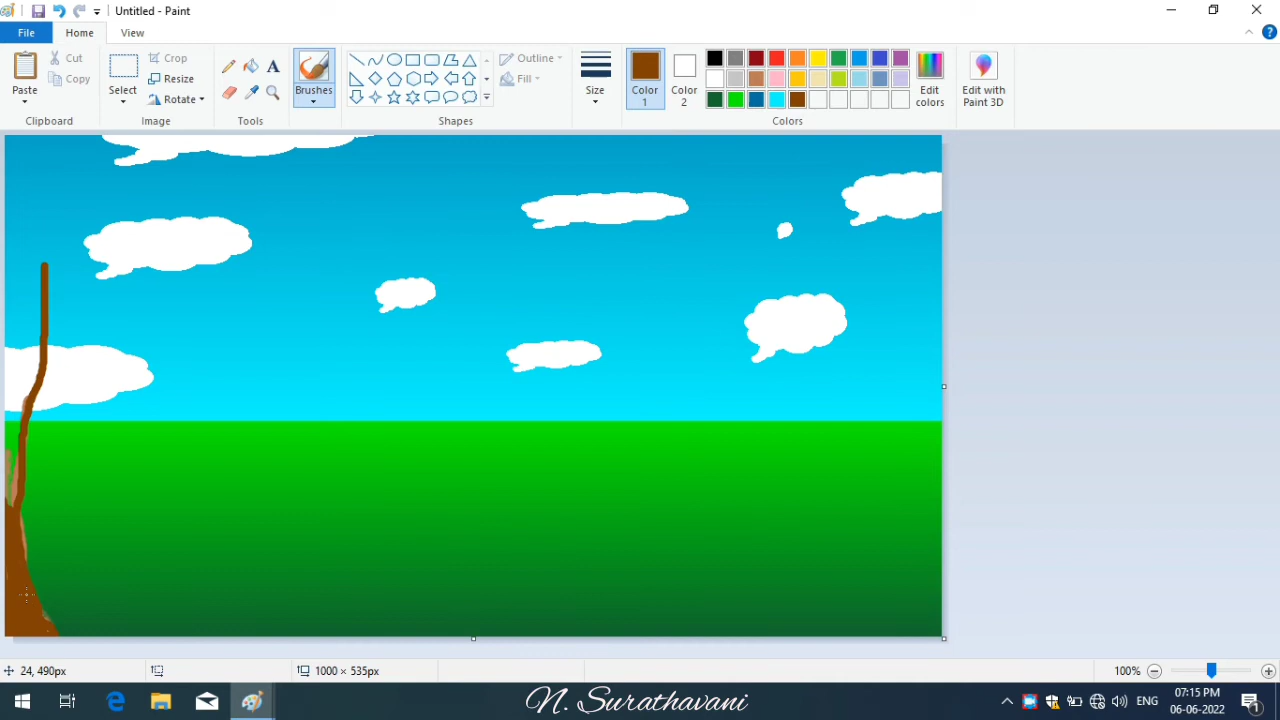 Untitled - Paint
File
Home
View
Paste
Cut
Copy
Clipboard
Select
Crop
Resize
Rotate
Image
A
Tools
Brushes
Outline
Fill
Shapes
Size
Color 1
Color 2
Edit colors
Colors
Edit with Paint 3D
24, 490px
1000 × 535px
100%
N. Surathavani
ENG
07:15 PM
06-06-2022
1